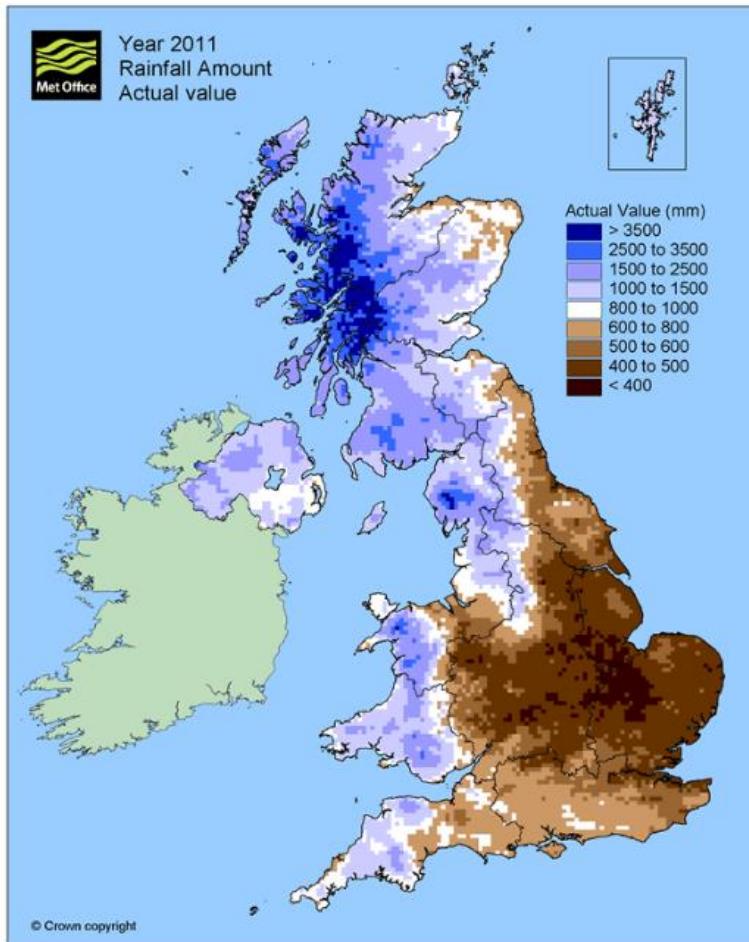 Year 2011
Rainfall Amount
Actual value
Met Office
Actual Value (mm)
> 3500
2500 to 3500
1500 to 2500
1000 to 1500
800 to 1000
600 to 800
500 to 600
400 to 500
< 400
© Crown copyright